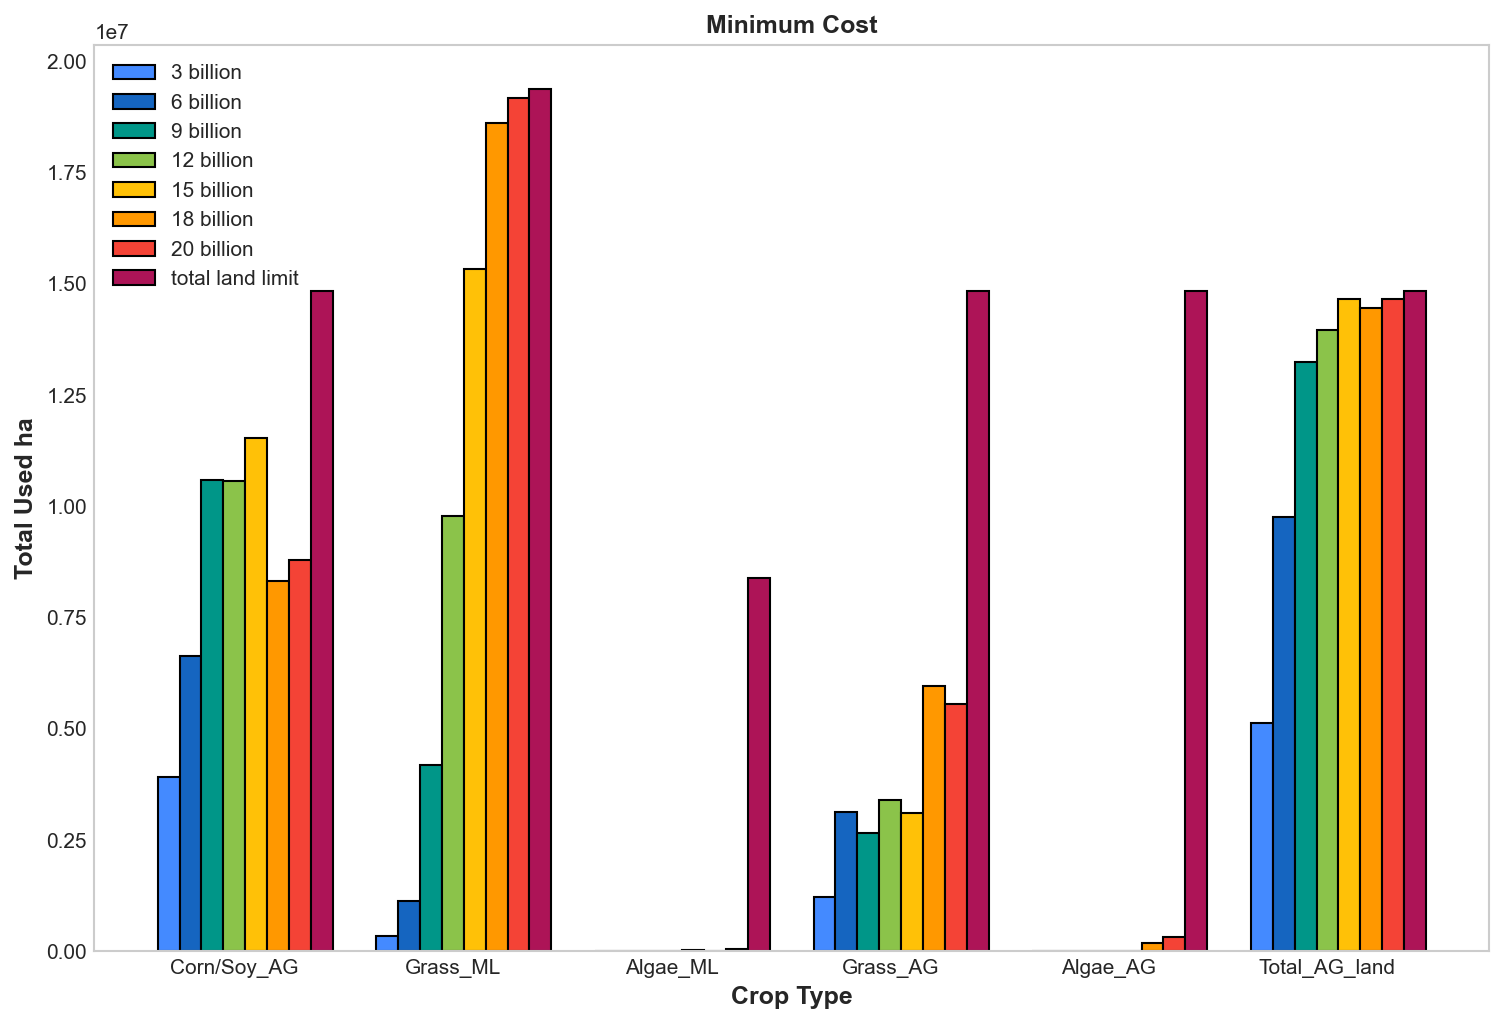 Minimum Cost
1e7
2.00
1.75
1.50
1.25
1.00
0.75
0.50
0.25
0.00
Total Used ha
3 billion
6 billion
9 billion
12 billion
15 billion
18 billion
20 billion
total land limit
Corn/Soy_AG
Grass_ML
Algae_ML
Grass_AG
Algae_AG
Total_AG_land
Crop Type